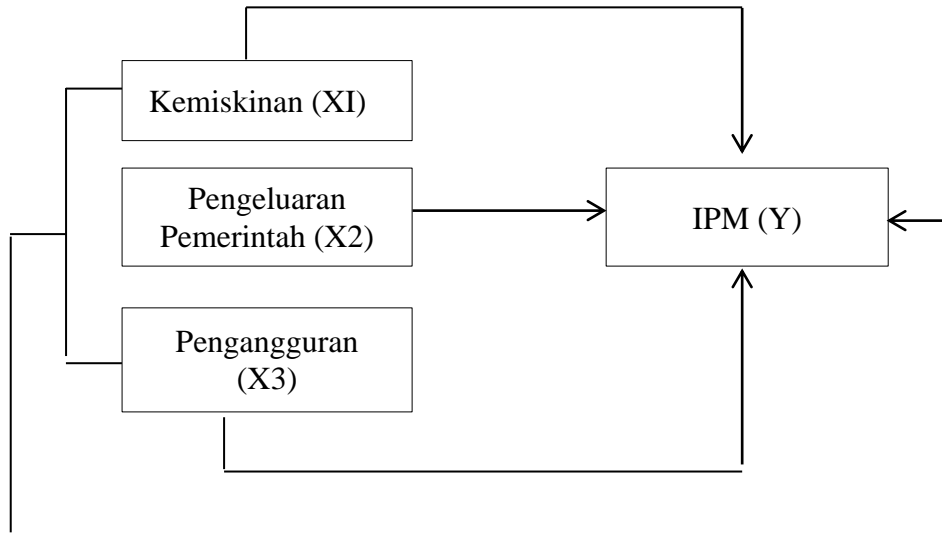 Kemiskinan (XI)
Pengeluaran
Pemerintah (X2)
IPM (Y)
Pengangguran
(X3)